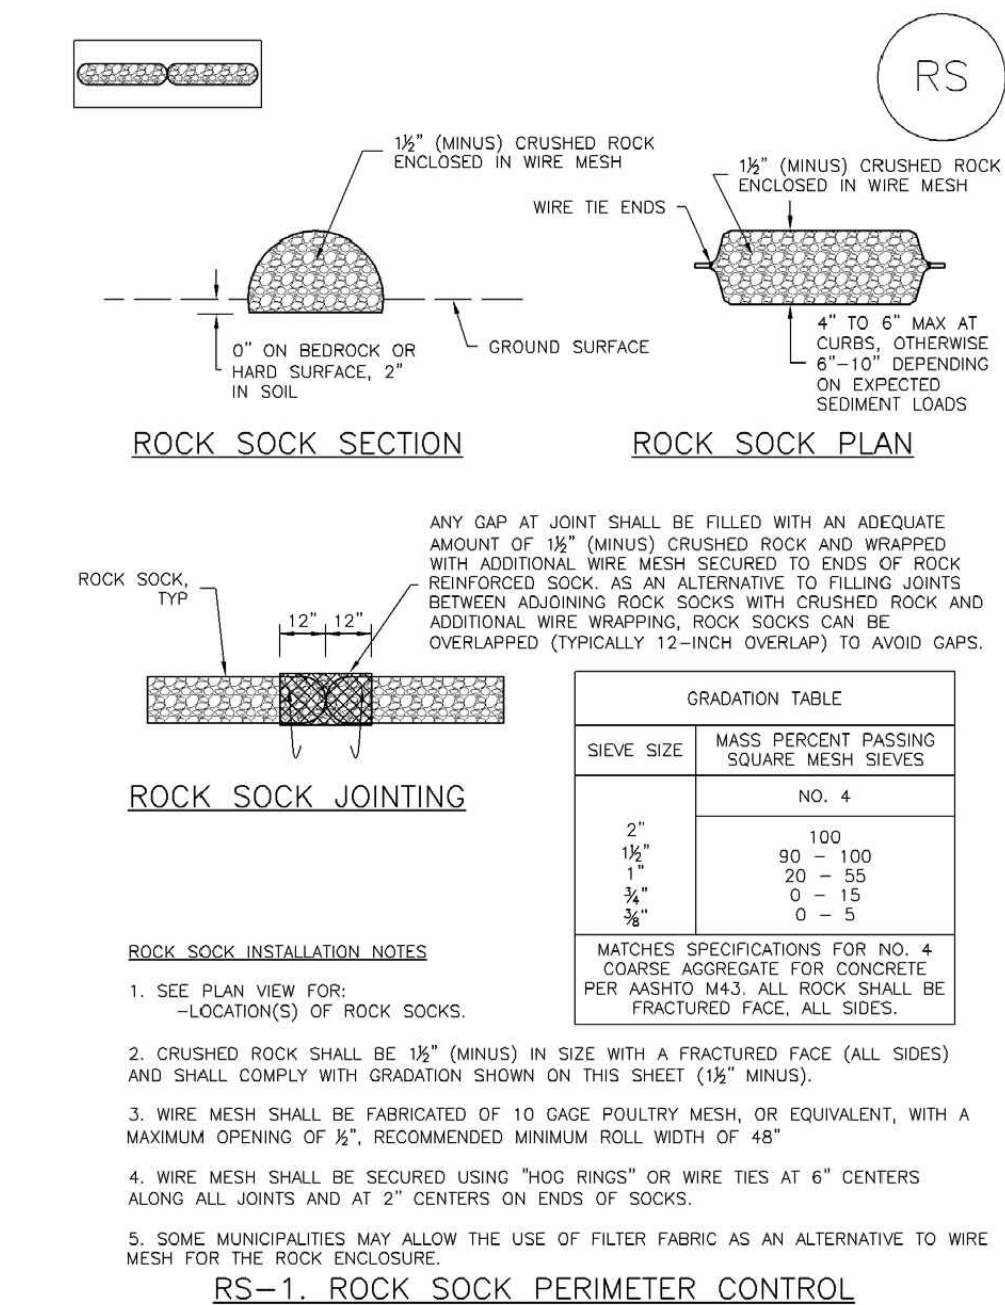 RS
1½" (MINUS) CRUSHED ROCK
ENCLOSED IN WIRE MESH
GROUND SURFACE
0" ON BEDROCK OR
HARD SURFACE, 2"
IN SOIL
ROCK SOCK SECTION
1½" (MINUS) CRUSHED ROCK
ENCLOSED IN WIRE MESH
WIRE TIE ENDS
4" TO 6" MAX AT
CURBS, OTHERWISE
6"-10" DEPENDING
ON EXPECTED
SEDIMENT LOADS
ROCK SOCK PLAN
ANY GAP AT JOINT SHALL BE FILLED WITH AN ADEQUATE
AMOUNT OF 1½" (MINUS) CRUSHED ROCK AND WRAPPED
WITH ADDITIONAL WIRE MESH SECURED TO ENDS OF ROCK
REINFORCED SOCK. AS AN ALTERNATIVE TO FILLING JOINTS
BETWEEN ADJOINING ROCK SOCKS WITH CRUSHED ROCK AND
ADDITIONAL WIRE WRAPPING, ROCK SOCKS CAN BE
OVERLAPPED (TYPICALLY 12-INCH OVERLAP) TO AVOID GAPS.
ROCK SOCK,
TYP
12" 12"
ROCK SOCK JOINTING
GRADATION TABLE
SIEVE SIZE
MASS PERCENT PASSING
SQUARE MESH SIEVES
NO. 4
2" 100
1½" 90 - 100
1" 20 - 55
¾" 0 - 15
⅜" 0 - 5
MATCHES SPECIFICATIONS FOR NO. 4
COARSE AGGREGATE FOR CONCRETE
PER AASHTO M43. ALL ROCK SHALL BE
FRACTURED FACE, ALL SIDES.
ROCK SOCK INSTALLATION NOTES
1. SEE PLAN VIEW FOR:
-LOCATION(S) OF ROCK SOCKS.
2. CRUSHED ROCK SHALL BE 1½" (MINUS) IN SIZE WITH A FRACTURED FACE (ALL SIDES)
AND SHALL COMPLY WITH GRADATION SHOWN ON THIS SHEET (1½" MINUS).
3. WIRE MESH SHALL BE FABRICATED OF 10 GAGE POULTRY MESH, OR EQUIVALENT, WITH A
MAXIMUM OPENING OF ½", RECOMMENDED MINIMUM ROLL WIDTH OF 48"
4. WIRE MESH SHALL BE SECURED USING "HOG RINGS" OR WIRE TIES AT 6" CENTERS
ALONG ALL JOINTS AND AT 2" CENTERS ON ENDS OF SOCKS.
5. SOME MUNICIPALITIES MAY ALLOW THE USE OF FILTER FABRIC AS AN ALTERNATIVE TO WIRE
MESH FOR THE ROCK ENCLOSURE.
RS-1. ROCK SOCK PERIMETER CONTROL